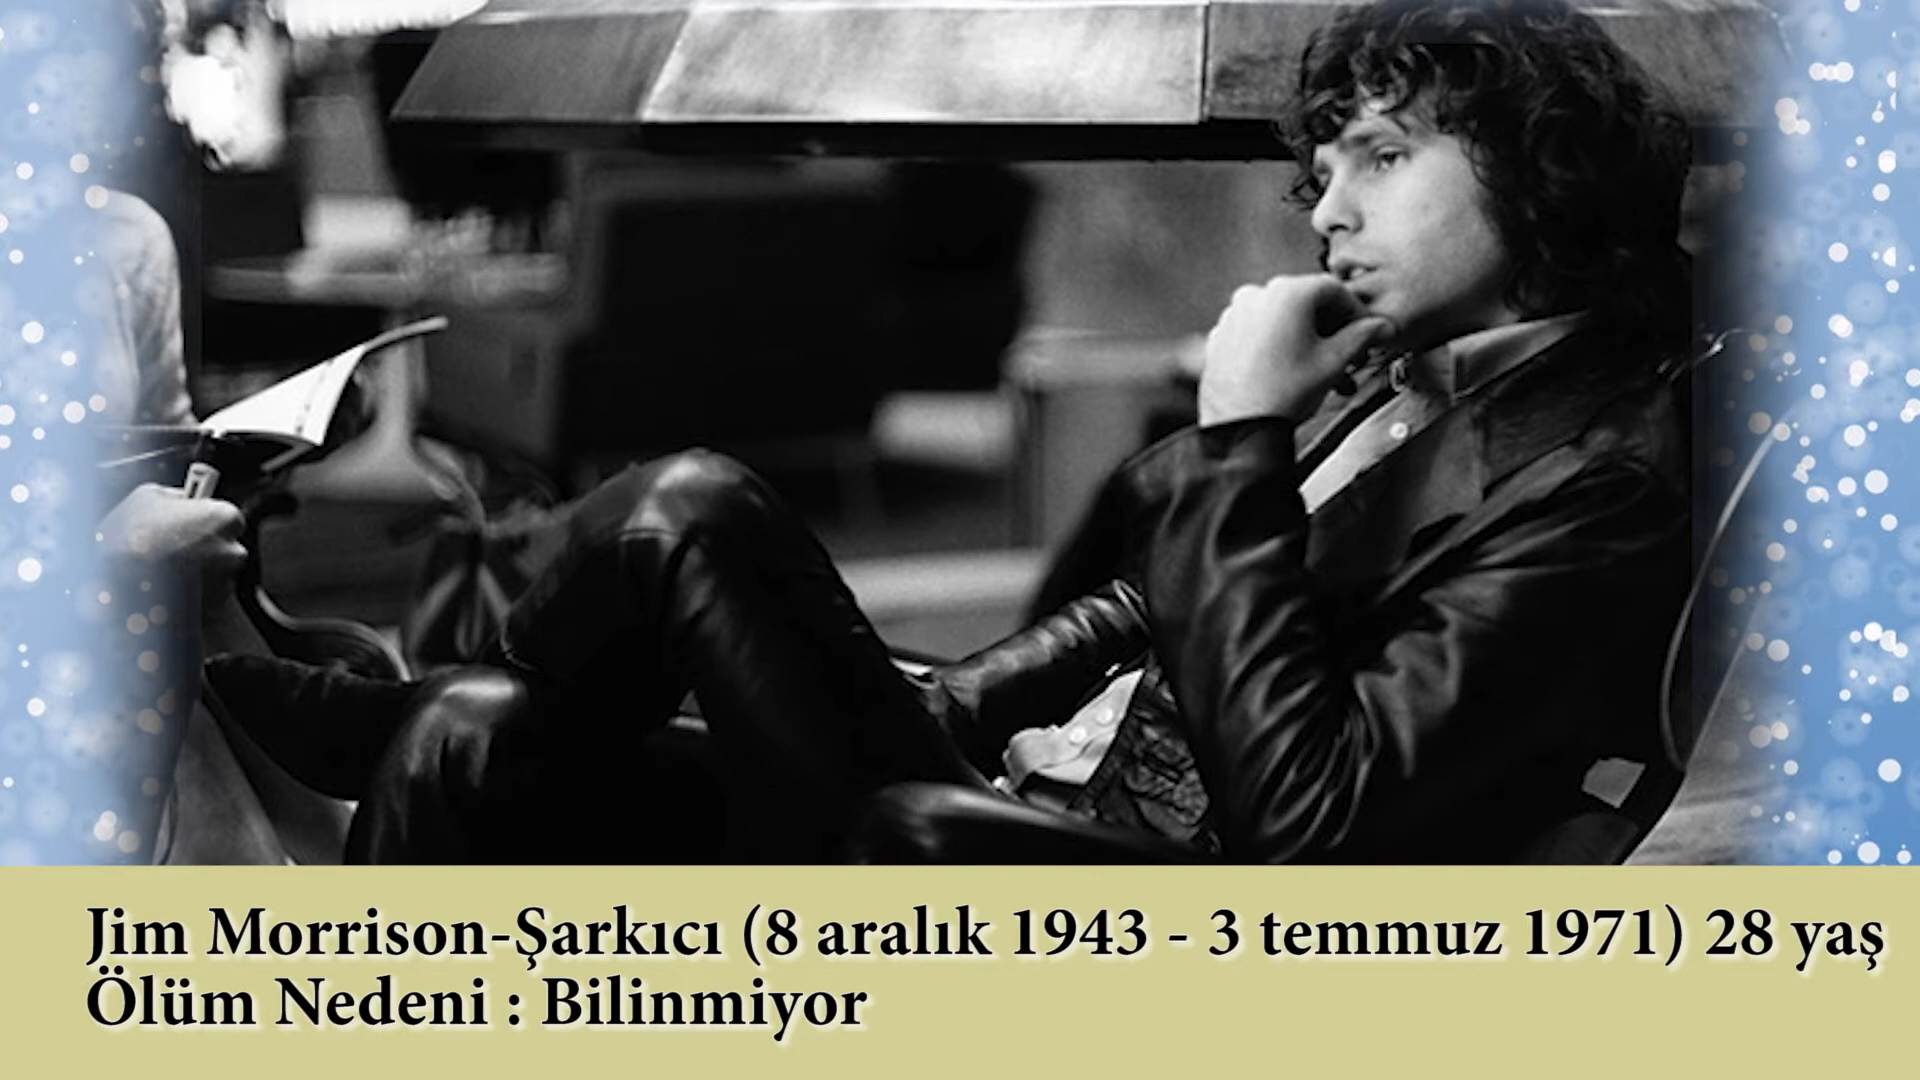 Jim Morrison-Şarkıcı (8 aralık 1943 - 3 temmuz 1971) 28 yaş
Ölüm Nedeni : Bilinmiyor